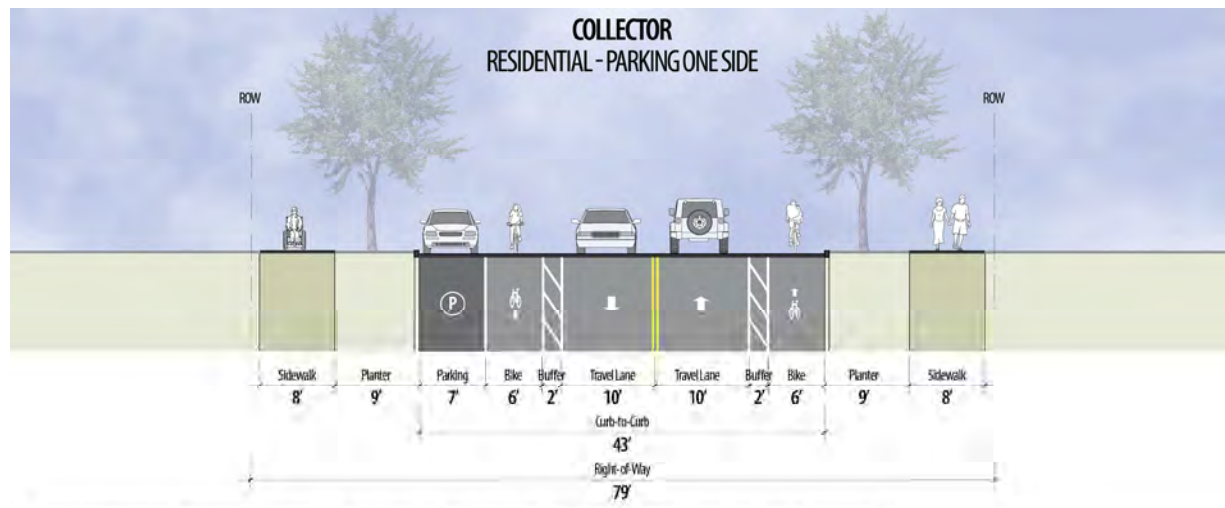 COLLECTOR
RESIDENTIAL - PARKING ONE SIDE
ROW ROW
P
Sidewalk Planter Parking Bike Buffer Travel Lane Travel Lane Buffer Bike Planter Sidewalk
8' 9' 7' 6' 2' 10' 10' 2' 6' 9' 8'
Curb-to-Curb
43'
Right-of-Way
79'